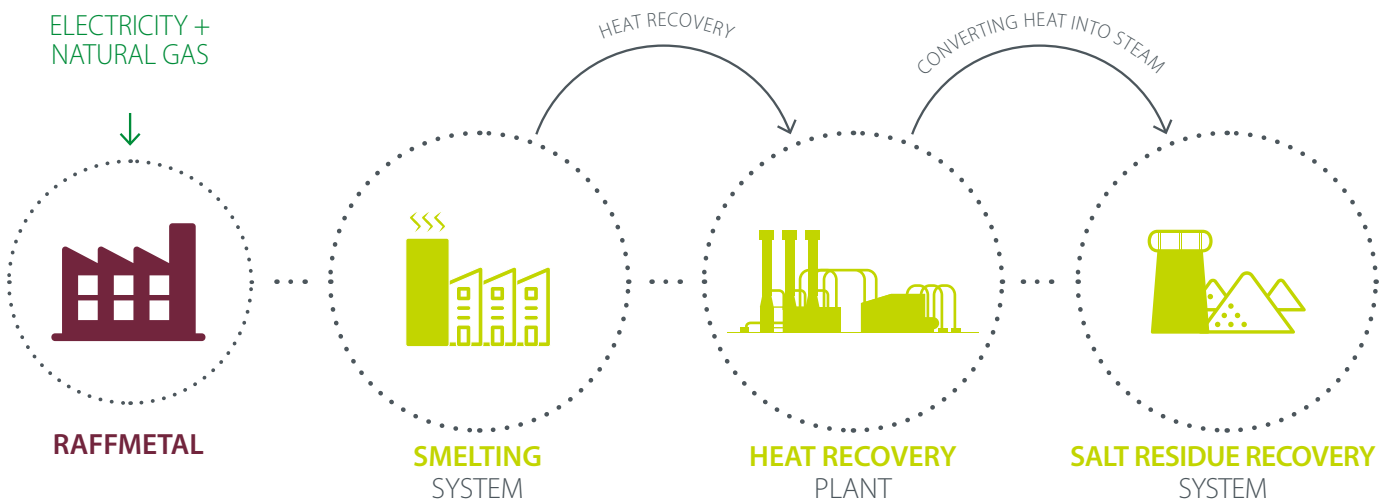 ELECTRICITY +
NATURAL GAS
HEAT RECOVERY
CONVERTING HEAT INTO STEAM
RAFFMETAL
SMELTING
SYSTEM
HEAT RECOVERY
PLANT
SALT RESIDUE RECOVERY
SYSTEM